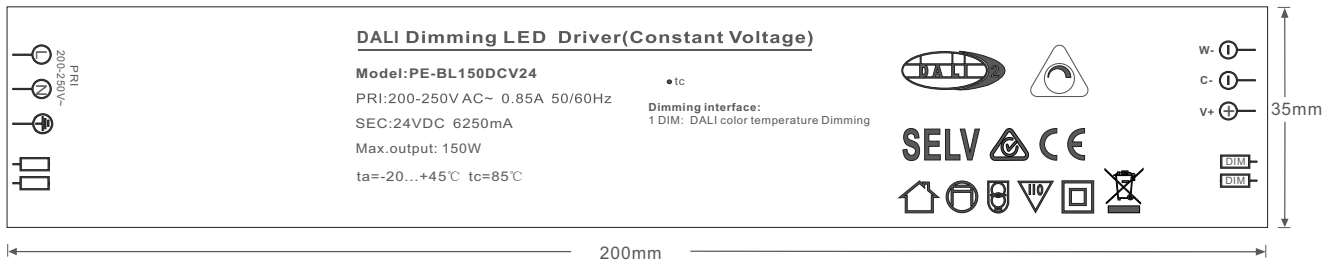 L
N
PRI
200-250V~
DALI Dimming LED Driver(Constant Voltage)
Model:PE-BL150DCV24
PRI:200-250V AC~ 0.85A 50/60Hz
SEC:24VDC 6250mA
Max.output: 150W
ta=-20...+45℃ tc=85℃
tc
Dimming interface:
1 DIM: DALI color temperature Dimming
DALI 2
SELV CE
110
W-
C-
V+
DIM
DIM
35mm
200mm